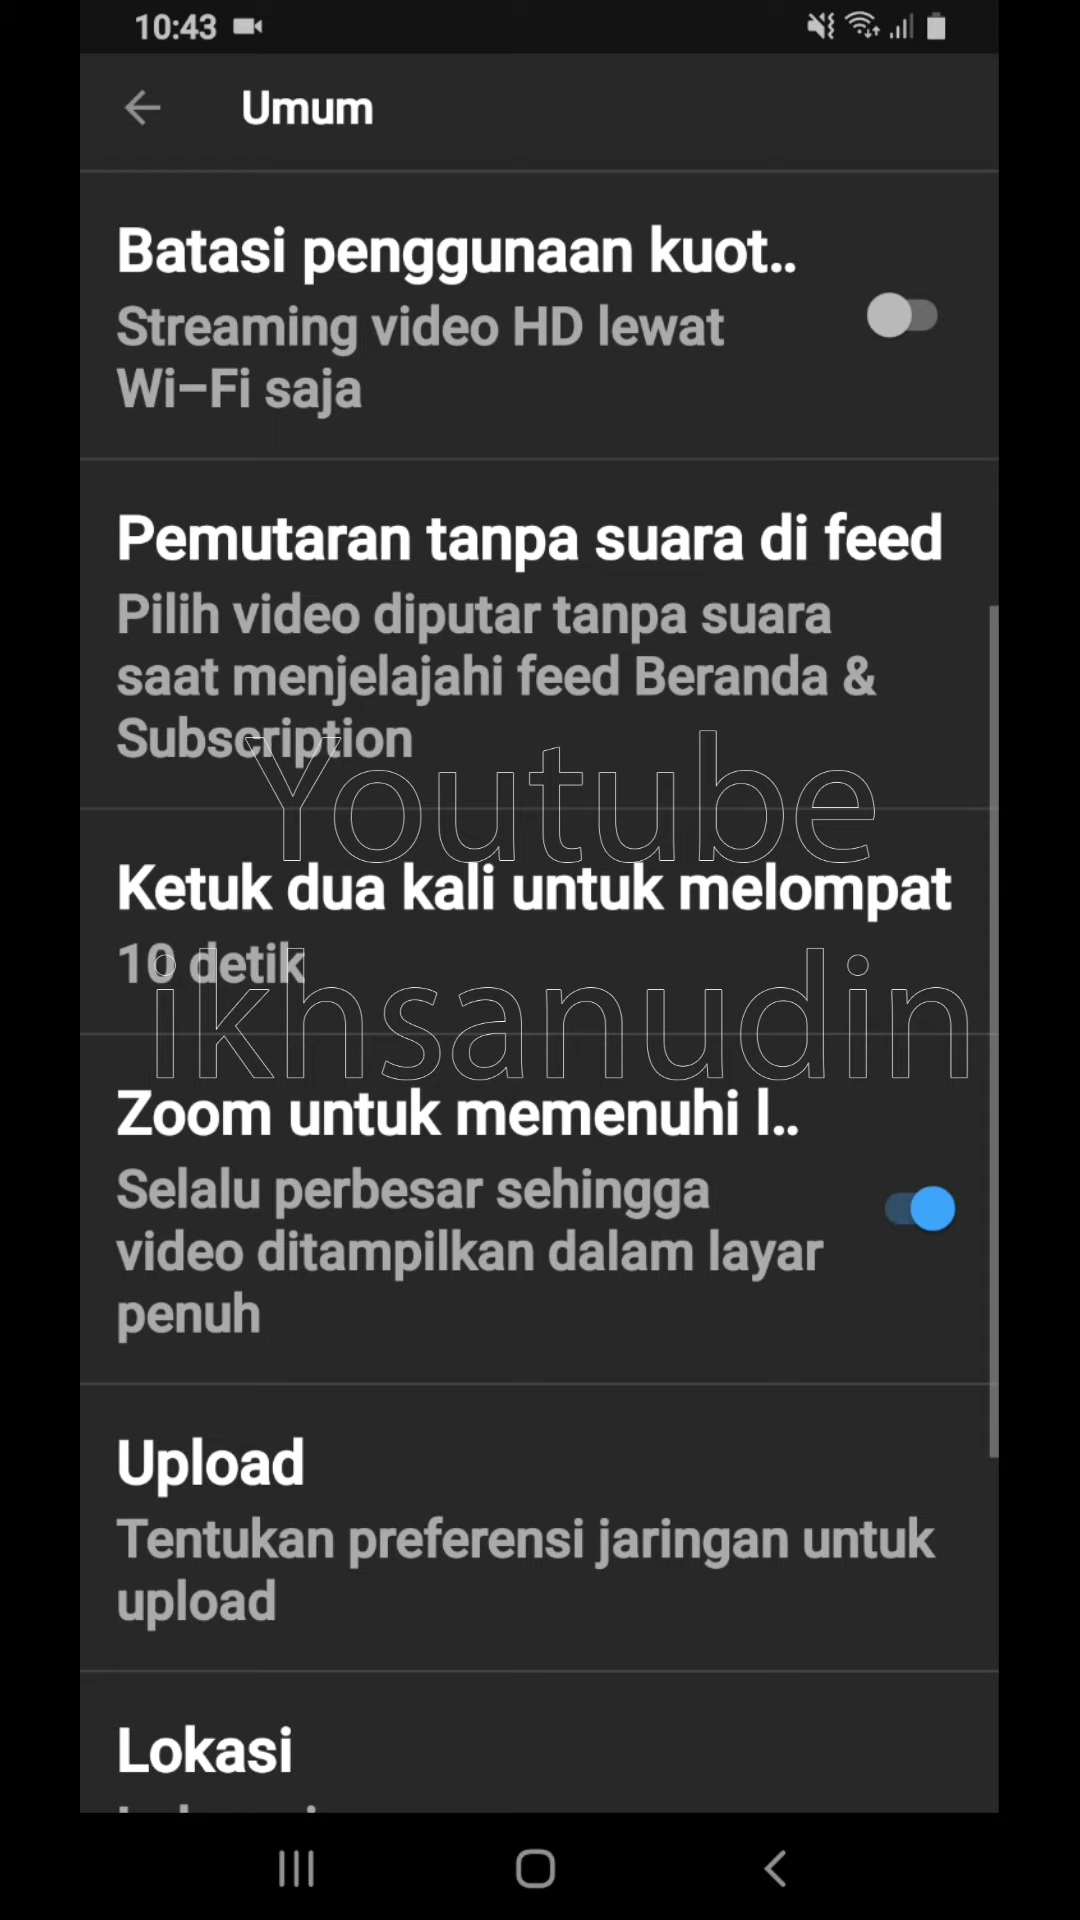 10:43
Umum
Batasi penggunaan kuot..
Streaming video HD lewat
Wi-Fi saja
Pemutaran tanpa suara di feed
Pilih video diputar tanpa suara
saat menjelajahi feed Beranda &
Subscription
Youtube
Ketuk dua kali untuk melompat
10 detik
ikhsanudin
Zoom untuk memenuhi l..
Selalu perbesar sehingga
video ditampilkan dalam layar
penuh
Upload
Tentukan preferensi jaringan untuk
upload
Lokasi